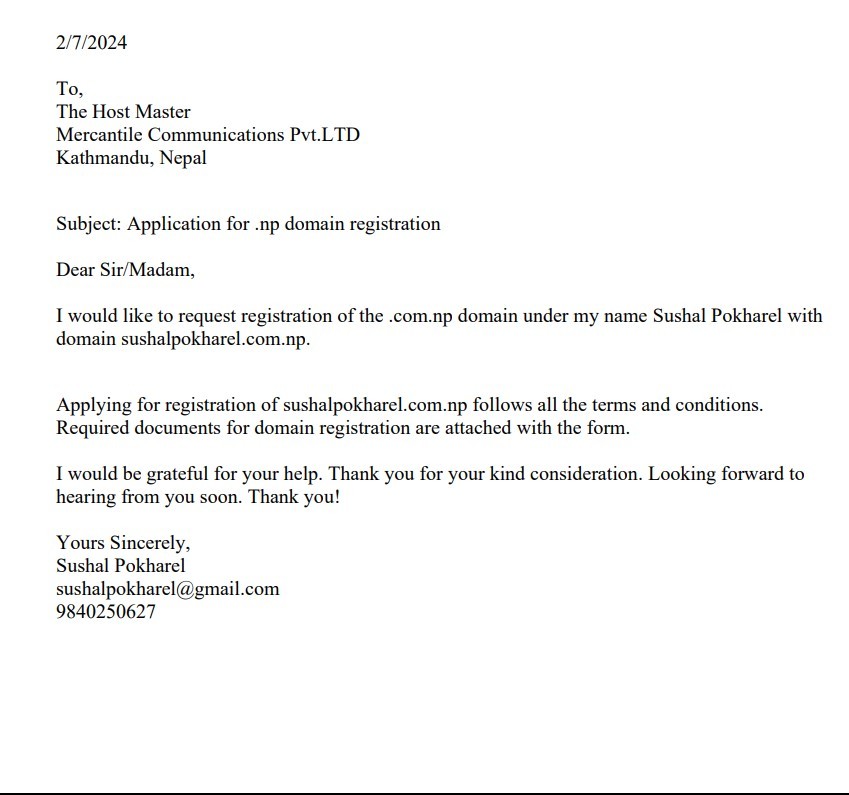 2/7/2024
To,
The Host Master
Mercantile Communications Pvt.LTD
Kathmandu, Nepal
Subject: Application for .np domain registration
Dear Sir/Madam,
I would like to request registration of the .com.np domain under my name Sushal Pokharel with
domain sushalpokharel.com.np.
Applying for registration of sushalpokharel.com.np follows all the terms and conditions.
Required documents for domain registration are attached with the form.
I would be grateful for your help. Thank you for your kind consideration. Looking forward to
hearing from you soon. Thank you!
Yours Sincerely,
Sushal Pokharel
sushalpokharel@gmail.com
9840250627